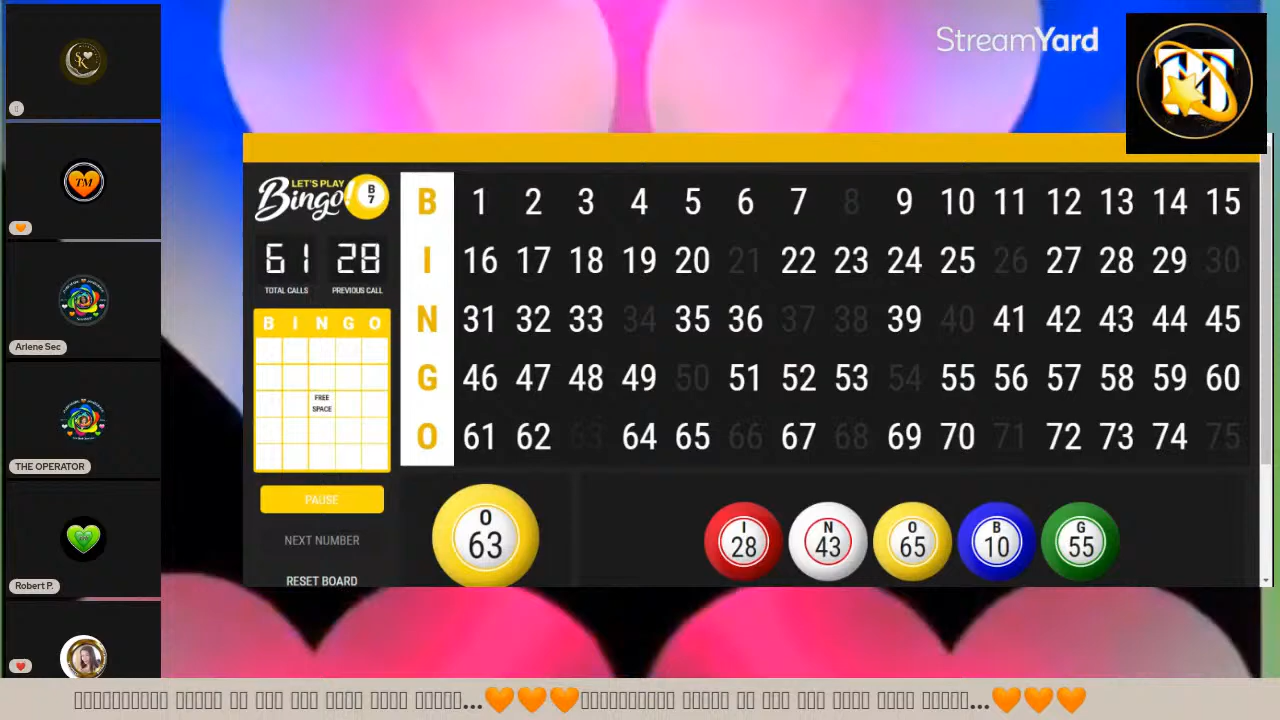 StreamYard
LET'S PLAY
Bingo!
B
7
61 28
TOTAL CALLS PREVIOUS CALL
B I N G O
FREE
SPACE
B 1 2 3 4 5 6 7 8 9 10 11 12 13 14 15
I 16 17 18 19 20 21 22 23 24 25 26 27 28 29 30
N 31 32 33 34 35 36 37 38 39 40 41 42 43 44 45
G 46 47 48 49 50 51 52 53 54 55 56 57 58 59 60
O 61 62 63 64 65 66 67 68 69 70 71 72 73 74 75
PAUSE
NEXT NUMBER
RESET BOARD
O
63
I
28
N
43
O
65
B
10
G
55
SK
TM
Arlene Sec
THE OPERATOR
Robert P.